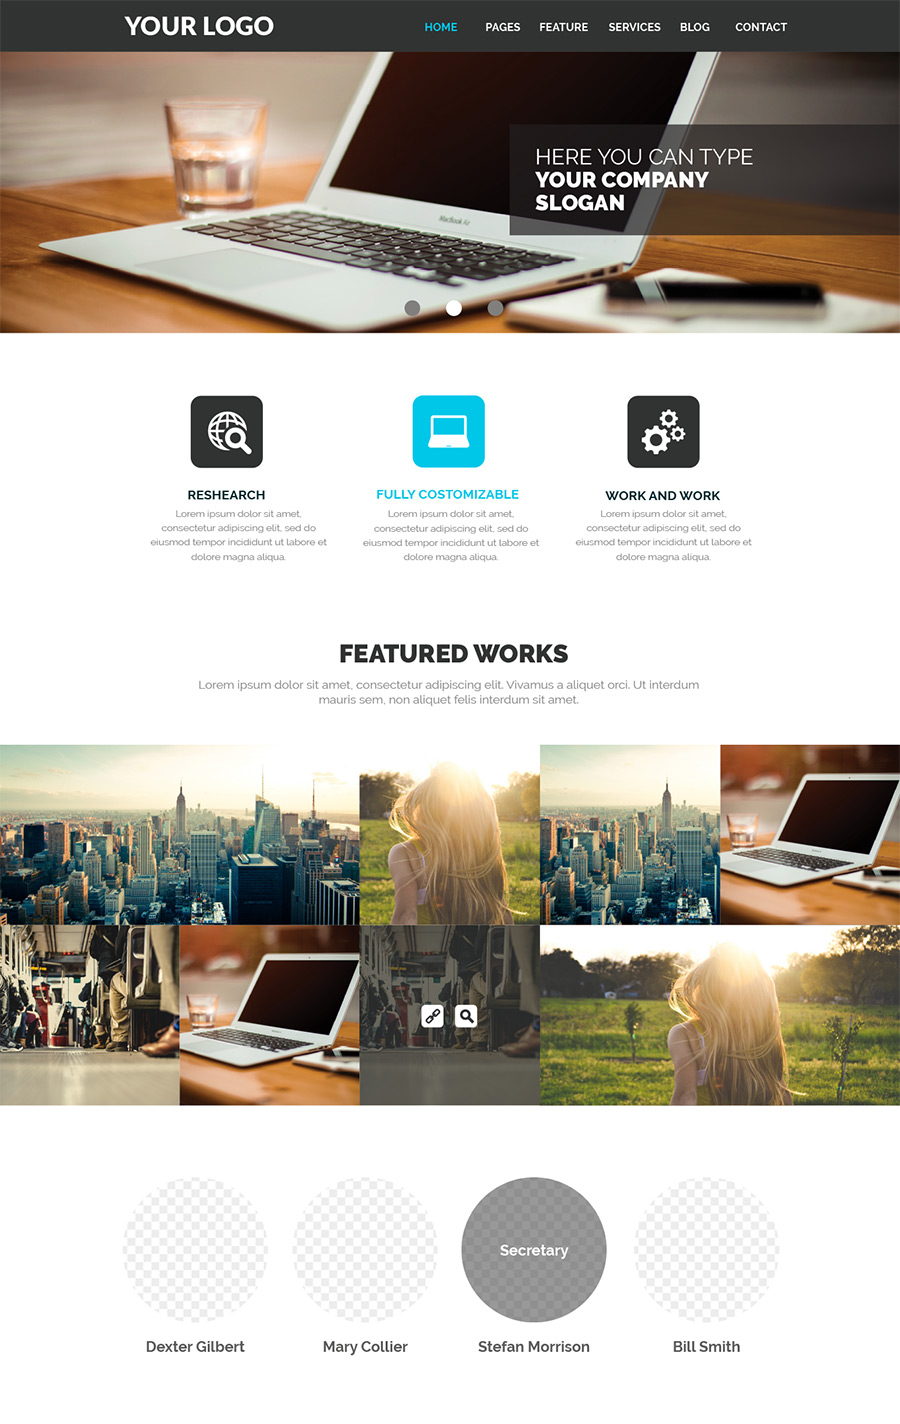 YOUR LOGO
HOME PAGES FEATURE SERVICES BLOG CONTACT
HERE YOU CAN TYPE
YOUR COMPANY
SLOGAN
MacBook Air
RESHEARCH
Lorem ipsum dolor sit amet,
consectetur adipiscing elit, sed do
eiusmod tempor incididunt ut labore et
dolore magna aliqua.
FULLY COSTOMIZABLE
Lorem ipsum dolor sit amet,
consectetur adipiscing elit, sed do
eiusmod tempor incididunt ut labore et
dolore magna aliqua.
WORK AND WORK
Lorem ipsum dolor sit amet,
consectetur adipiscing elit, sed do
eiusmod tempor incididunt ut labore et
dolore magna aliqua.
FEATURED WORKS
Lorem ipsum dolor sit amet, consectetur adipiscing elit. Vivamus a aliquet orci. Ut interdum
mauris sem, non aliquet felis interdum sit amet.
Secretary
Dexter Gilbert
Mary Collier
Stefan Morrison
Bill Smith